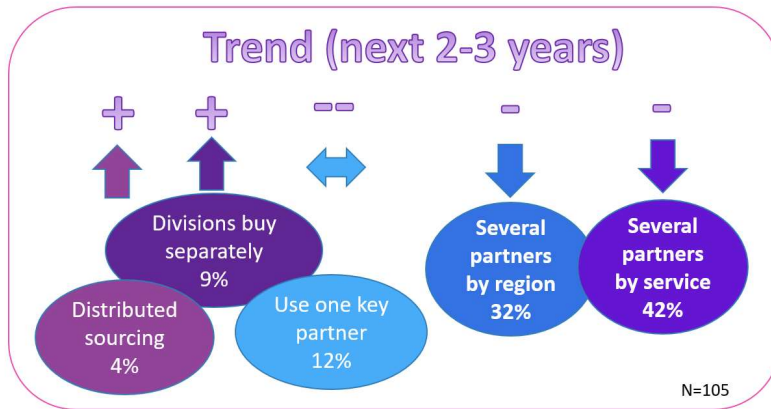 Trend (next 2-3 years)
+
+
--
-
-
Divisions buy
separately
9%
Distributed
sourcing
4%
Use one key
partner
12%
Several
partners
by region
32%
Several
partners
by service
42%
N=105